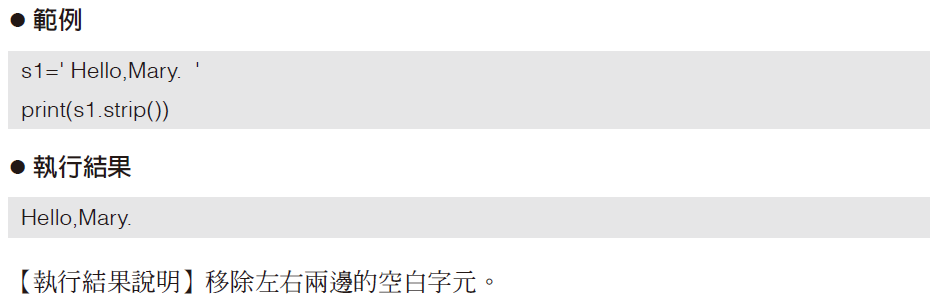 ● 範例
s1=' Hello,Mary.  '
print(s1.strip())
● 執行結果
Hello,Mary.
【執行結果說明】移除左右兩邊的空白字元。